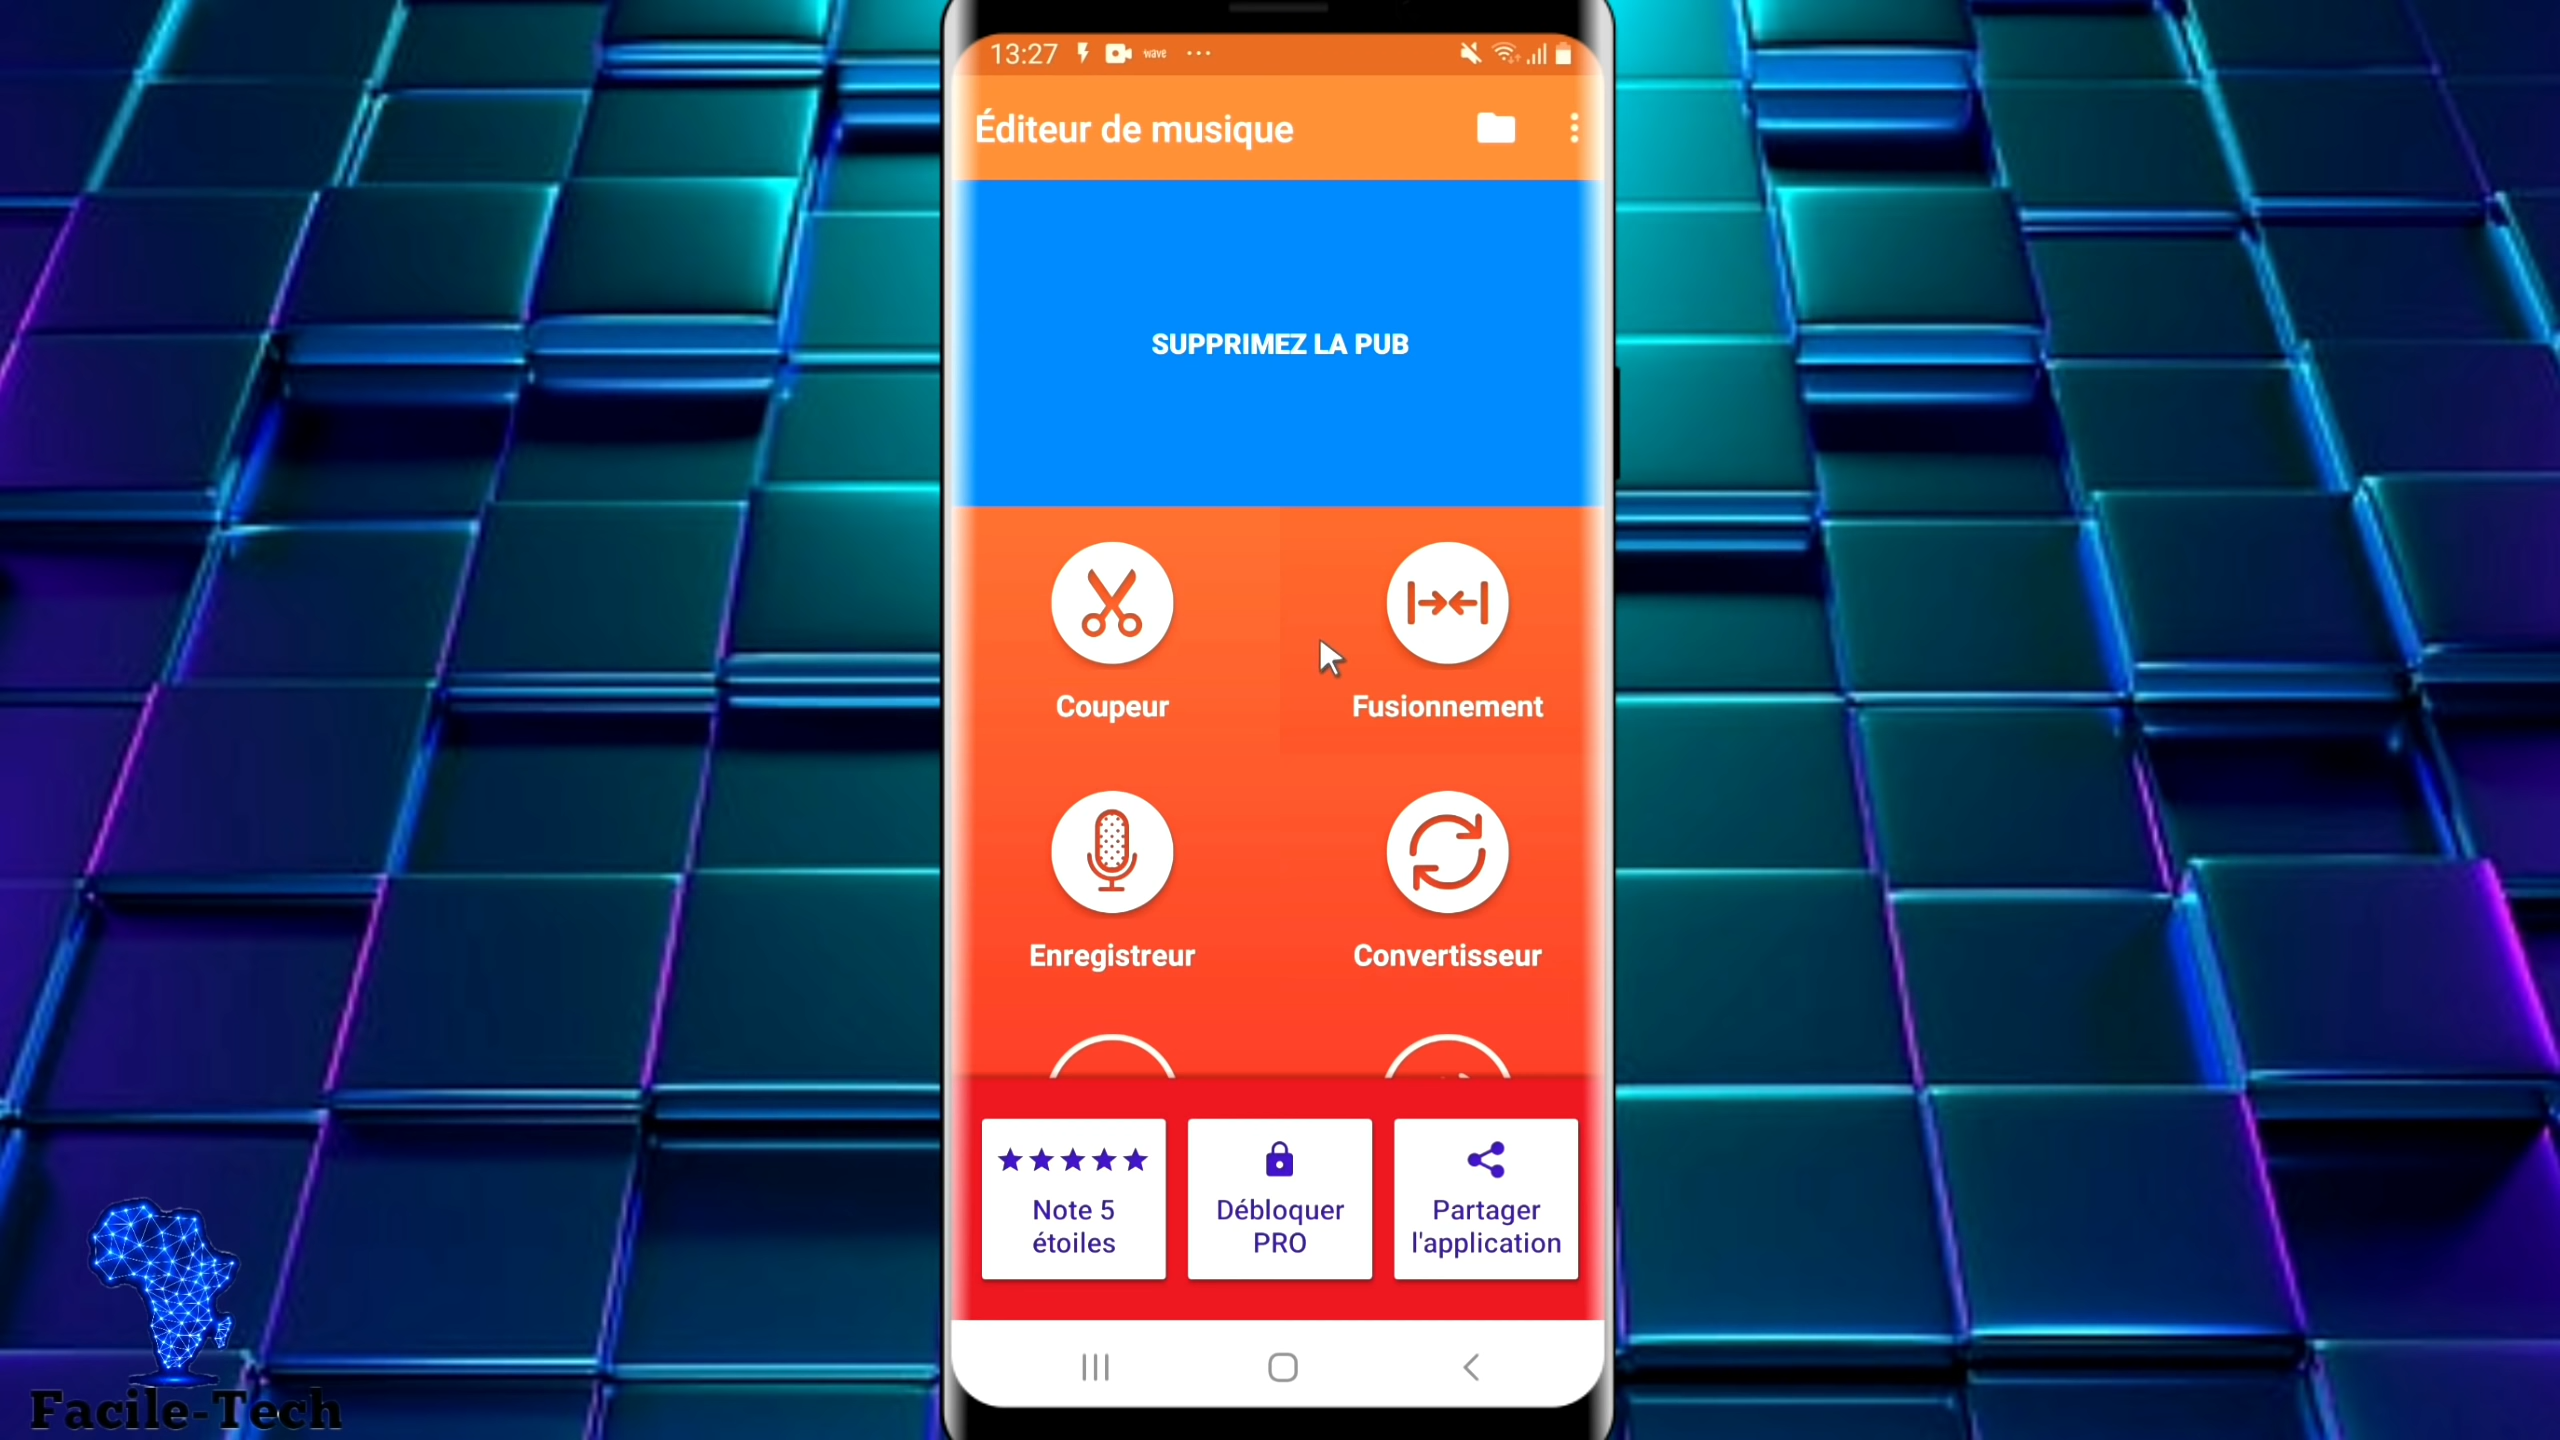 13:27 wave
Éditeur de musique
SUPPRIMEZ LA PUB
Coupeur
Fusionnement
Enregistreur
Convertisseur
Note 5
étoiles
Débloquer
PRO
Partager
l'application
Facile-Tech